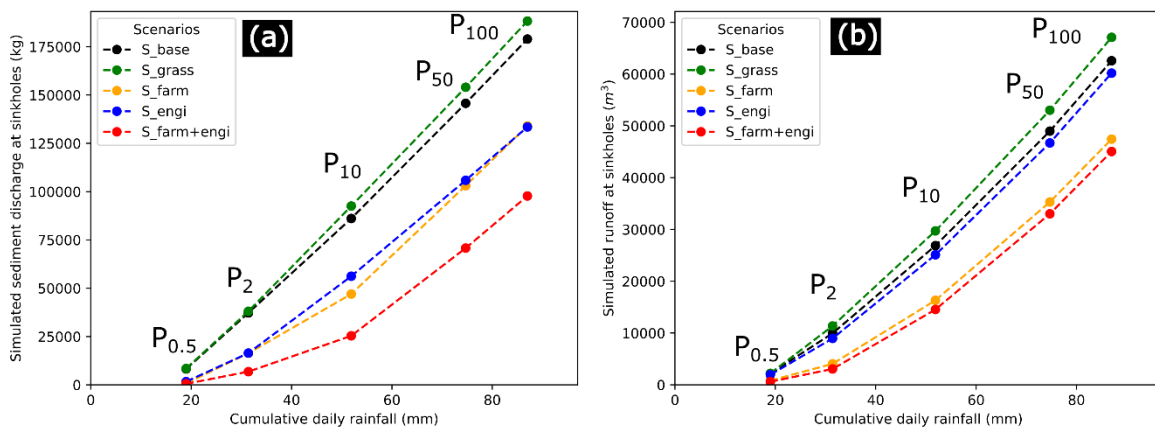 Simulated sediment discharge at sinkholes (kg)
175000
150000
125000
100000
75000
50000
25000
0
Scenarios
S_base
S_grass
S_farm
S_engi
S_farm+engi
(a)
P0.5
P2
P10
P50
P100
0 20 40 60 80
Cumulative daily rainfall (mm)
Simulated runoff at sinkholes (m³)
70000
60000
50000
40000
30000
20000
10000
0
Scenarios
S_base
S_grass
S_farm
S_engi
S_farm+engi
(b)
P0.5
P2
P10
P50
P100
0 20 40 60 80
Cumulative daily rainfall (mm)